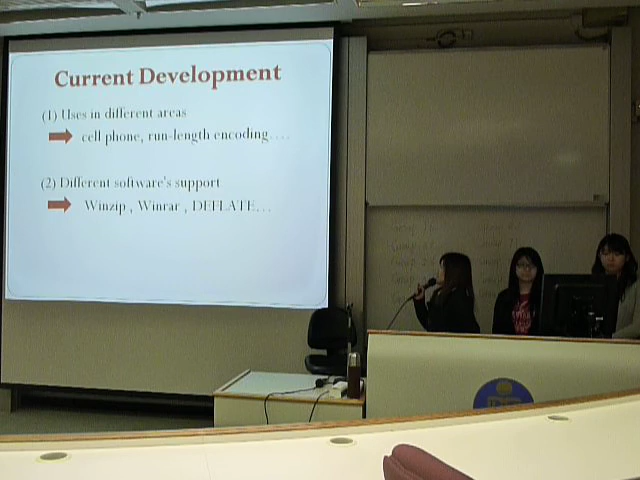 Current Development
(1) Uses in different areas
cell phone, run-length encoding....
(2) Different software's support
Winzip , Winrar , DEFLATE...